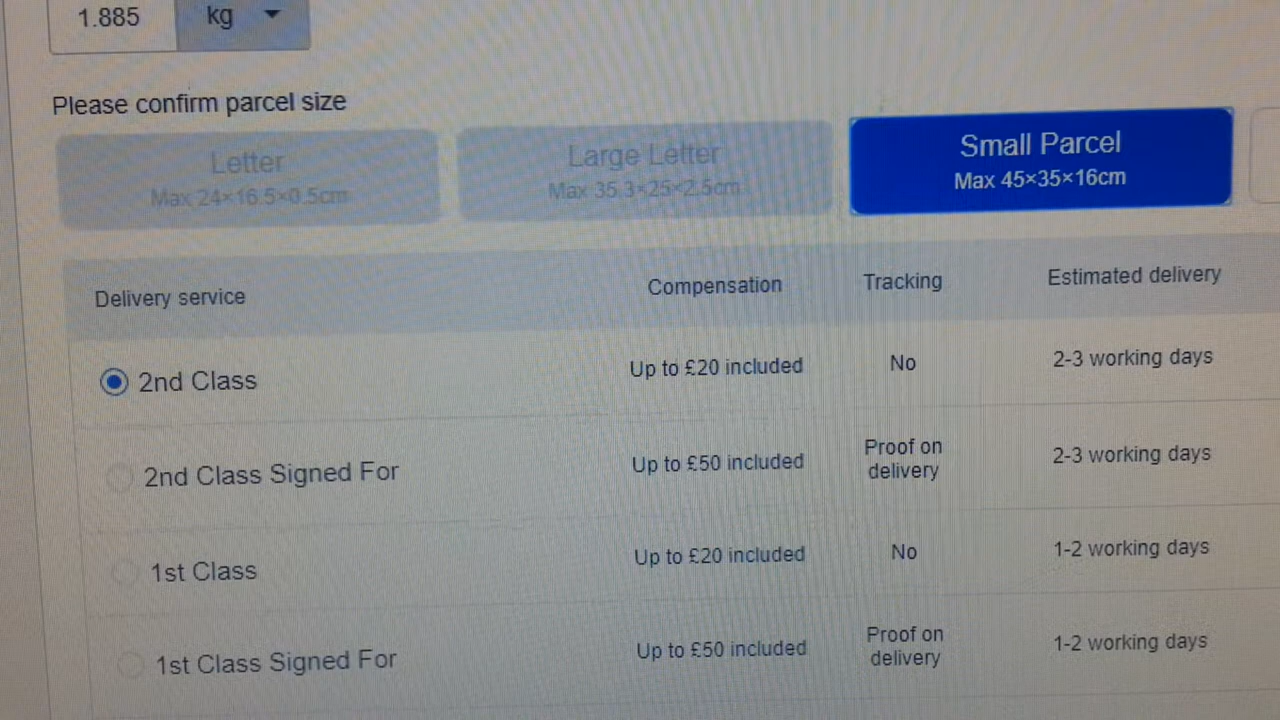 1.885 kg
Please confirm parcel size
Letter
Max 24×16.5×0.5cm
Large Letter
Max 35.3×25×2.5cm
Small Parcel
Max 45×35×16cm
Delivery service Compensation Tracking Estimated delivery
2nd Class Up to £20 included No 2-3 working days
2nd Class Signed For Up to £50 included Proof on delivery 2-3 working days
1st Class Up to £20 included No 1-2 working days
1st Class Signed For Up to £50 included Proof on delivery 1-2 working days